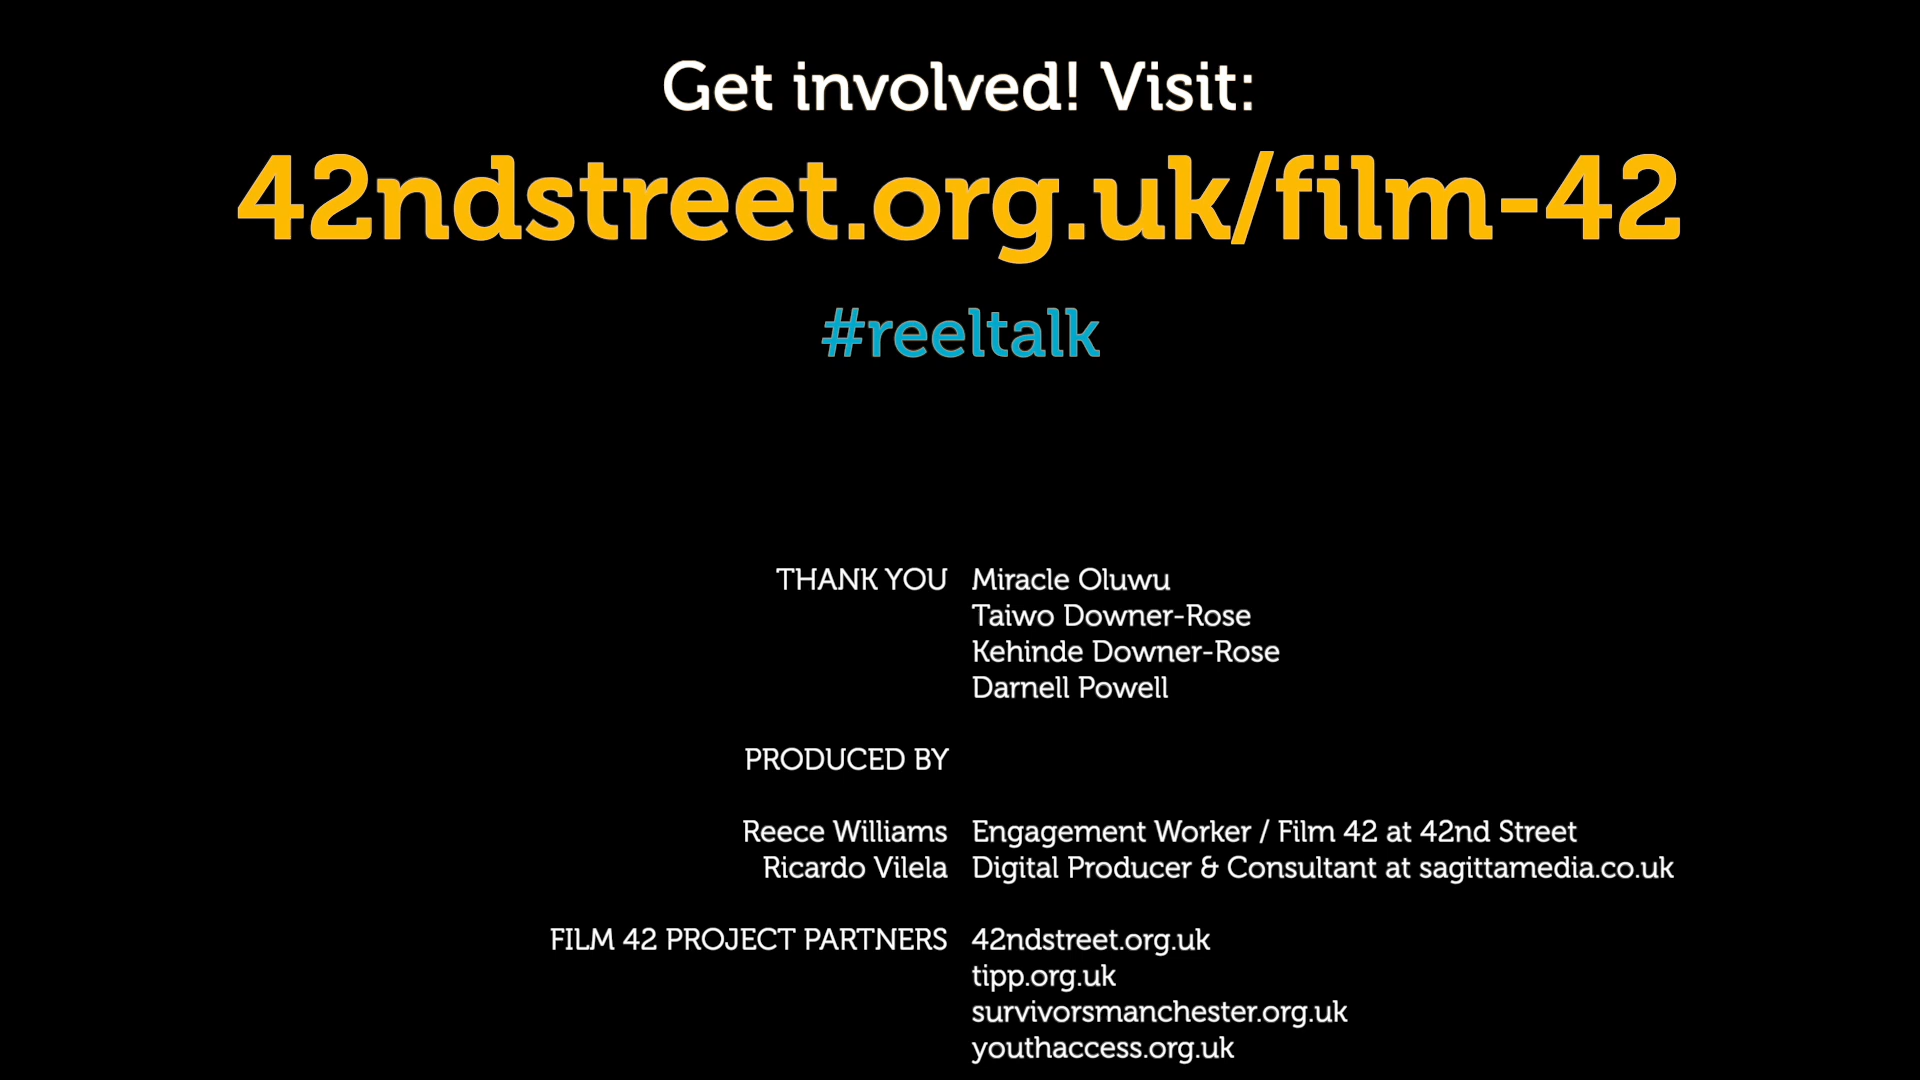 Get involved! Visit:
42ndstreet.org.uk/film-42
#reeltalk
THANK YOU Miracle Oluwu
Taiwo Downer-Rose
Kehinde Downer-Rose
Darnell Powell
PRODUCED BY
Reece Williams Engagement Worker / Film 42 at 42nd Street
Ricardo Vilela Digital Producer & Consultant at sagittamedia.co.uk
FILM 42 PROJECT PARTNERS 42ndstreet.org.uk
tipp.org.uk
survivorsmanchester.org.uk
youthaccess.org.uk